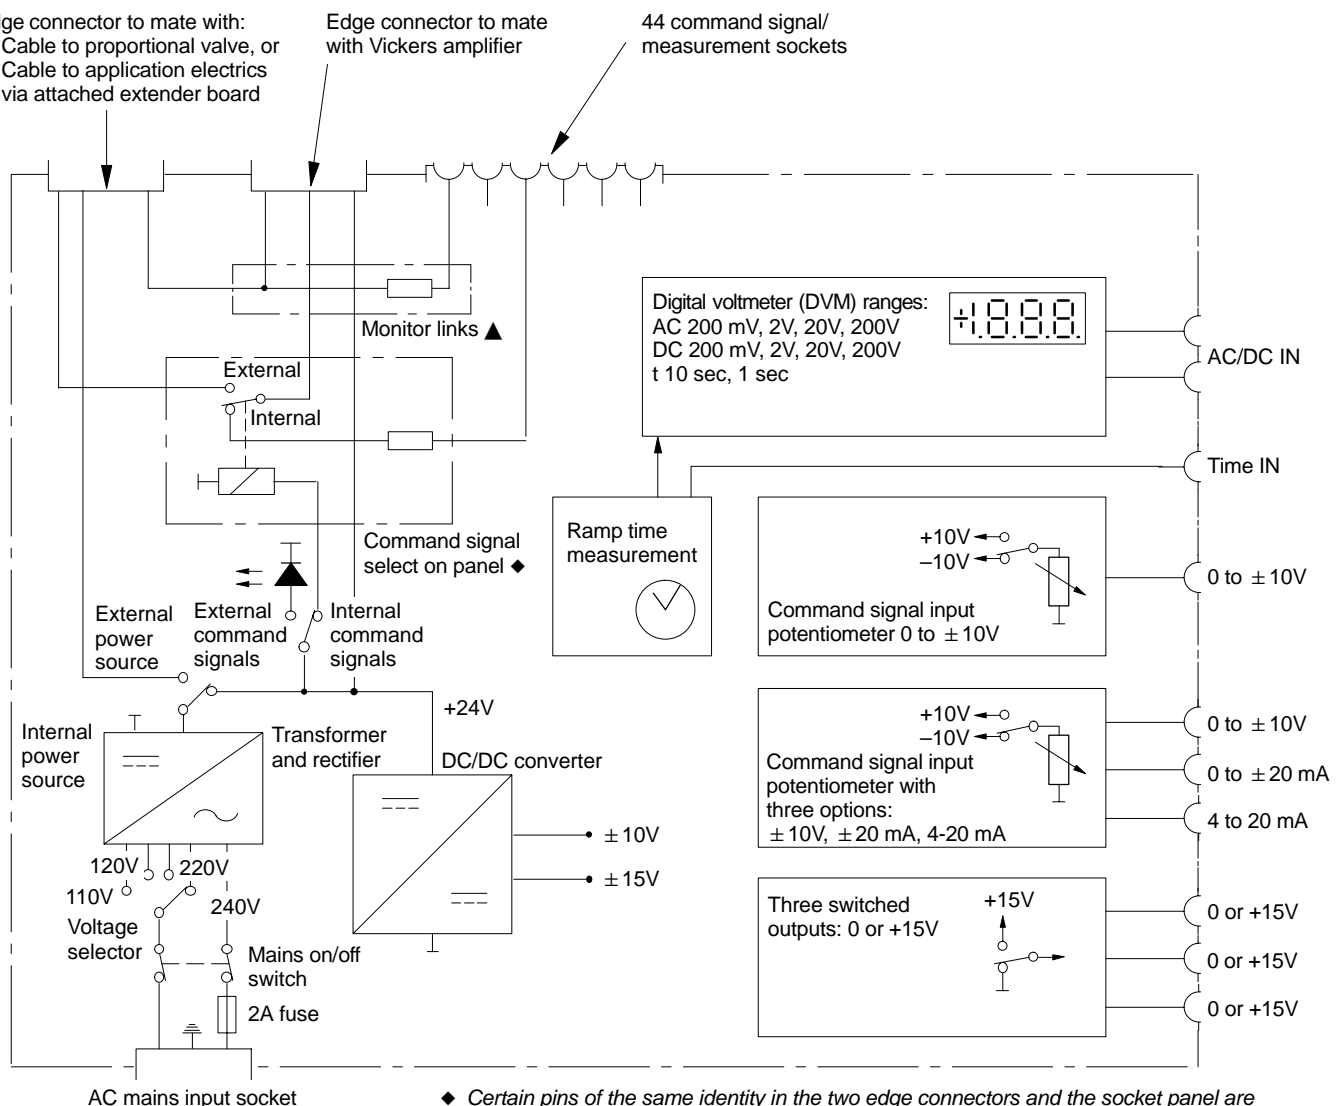 ge connector to mate with:
Cable to proportional valve, or
Cable to application electrics
via attached extender board
Edge connector to mate
with Vickers amplifier
44 command signal/
measurement sockets
Monitor links ▲
External
Internal
Digital voltmeter (DVM) ranges:
AC 200 mV, 2V, 20V, 200V
DC 200 mV, 2V, 20V, 200V
t 10 sec, 1 sec
÷1.8.8.8.
AC/DC IN
Time IN
Ramp time
measurement
Command signal
select on panel ◆
+10V
–10V
Command signal input
potentiometer 0 to ±10V
0 to ±10V
External
power
source
External
command
signals
Internal
command
signals
+24V
Internal
power
source
Transformer
and rectifier
DC/DC converter
±10V
±15V
+10V
–10V
Command signal input
potentiometer with
three options:
±10V, ±20 mA, 4-20 mA
0 to ±10V
0 to ±20 mA
4 to 20 mA
120V
220V
110V
240V
Voltage
selector
Mains on/off
switch
2A fuse
Three switched
outputs: 0 or +15V
+15V
0 or +15V
0 or +15V
0 or +15V
AC mains input socket
◆ Certain pins of the same identity in the two edge connectors and the socket panel are